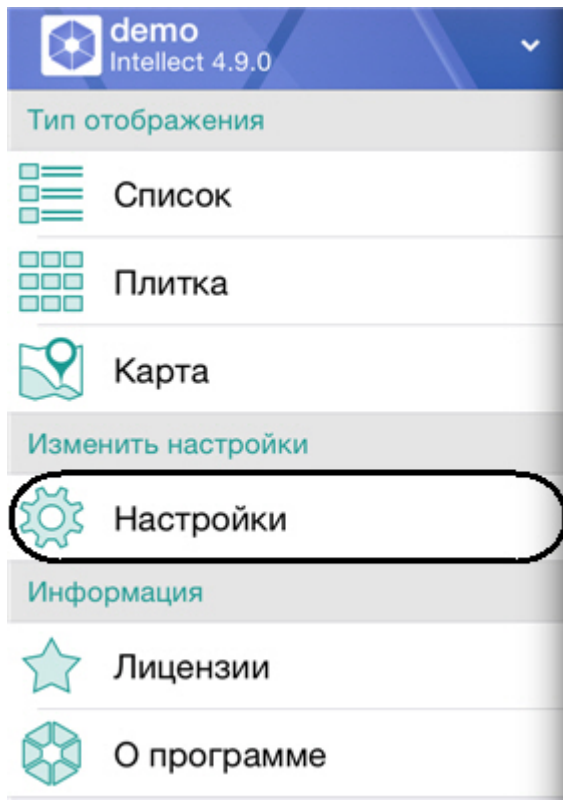 demo
Intellect 4.9.0
Тип отображения
Список
Плитка
Карта
Изменить настройки
Настройки
Информация
Лицензии
О программе